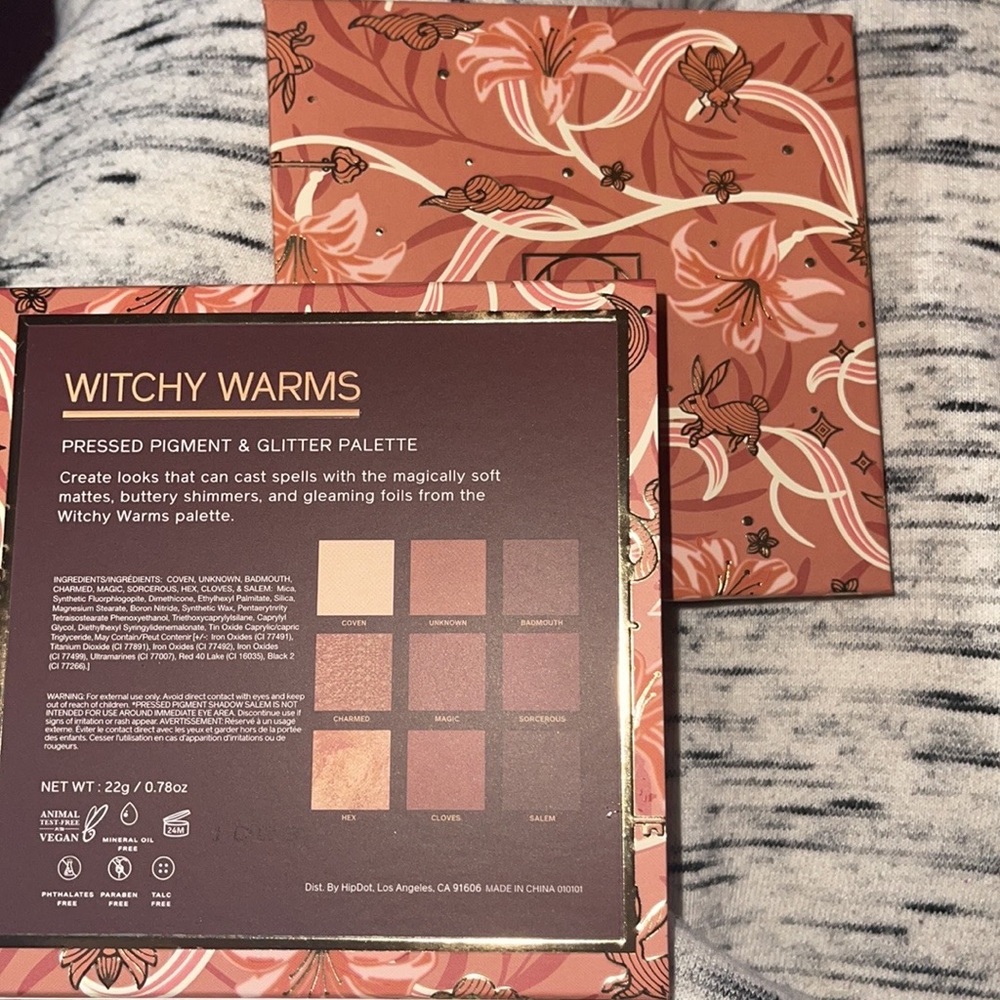 WITCHY WARMS
PRESSED PIGMENT & GLITTER PALETTE
Create looks that can cast spells with the magically soft
mattes, buttery shimmers, and gleaming foils from the
Witchy Warms palette.
INGREDIENTS/INGRÉDIENTS: COVEN, UNKNOWN, BADMOUTH,
CHARMED, MAGIC, SORCEROUS, HEX, CLOVES, & SALEM: Mica,
Synthetic Fluorphlogopite, Dimethicone, Ethylhexyl Palmitate, Silica,
Magnesium Stearate, Boron Nitride, Synthetic Wax, Pentaerytnrity
Tetraisostearate Phenoxyethanol, Triethoxycaprylylsilane, Caprylyl
Glycol, Diethylhexyl Syringylidenemalonate, Tin Oxide Caprylic/capric
Triglyceride, May Contain/Peut Contenir [+/-: Iron Oxides (CI 77491),
Titanium Dioxide (CI 77891), Iron Oxides (CI 77492), Iron Oxides
(CI 77499), Ultramarines (CI 77007), Red 40 Lake (CI 16035), Black 2
(CI 77266).]
WARNING: For external use only. Avoid direct contact with eyes and keep
out of reach of children. *PRESSED PIGMENT SHADOW SALEM IS NOT
INTENDED FOR USE AROUND IMMEDIATE EYE AREA. Discontinue use if
signs of irritation or rash appear. AVERTISSEMENT: Réservé à un usage
externe. Éviter le contact direct avec les yeux et garder hors de la portée
des enfants. Cesser l'utilisation en cas d'apparition d'irritations ou de
rougeurs.
COVEN UNKNOWN BADMOUTH
CHARMED MAGIC SORCEROUS
HEX CLOVES SALEM
NET WT : 22g / 0.78oz
ANIMAL
TEST-FREE
VEGAN
MINERAL OIL
FREE
24M
PHTHALATES
FREE
PARABEN
FREE
TALC
FREE
Dist. By HipDot, Los Angeles, CA 91606 MADE IN CHINA 010101